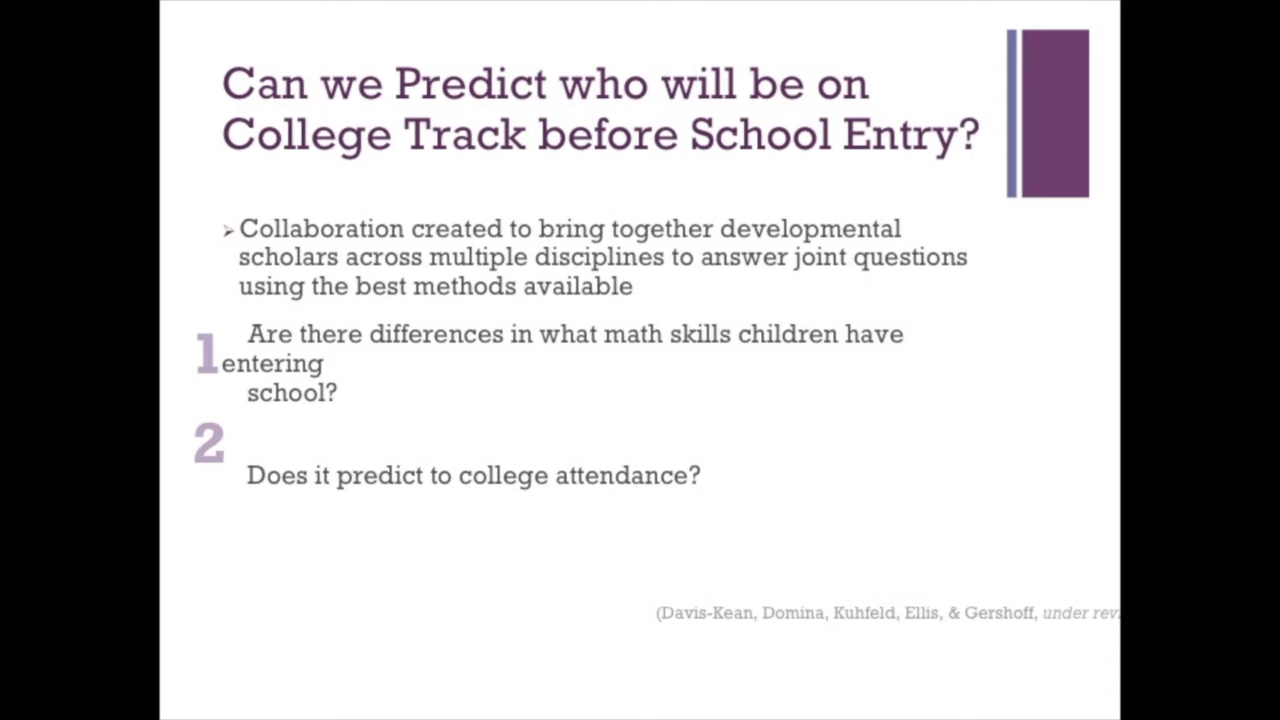 Can we Predict who will be on
College Track before School Entry?
➢ Collaboration created to bring together developmental
scholars across multiple disciplines to answer joint questions
using the best methods available
1 Are there differences in what math skills children have
entering
school?
2
Does it predict to college attendance?
(Davis-Kean, Domina, Kuhfeld, Ellis, & Gershoff, under